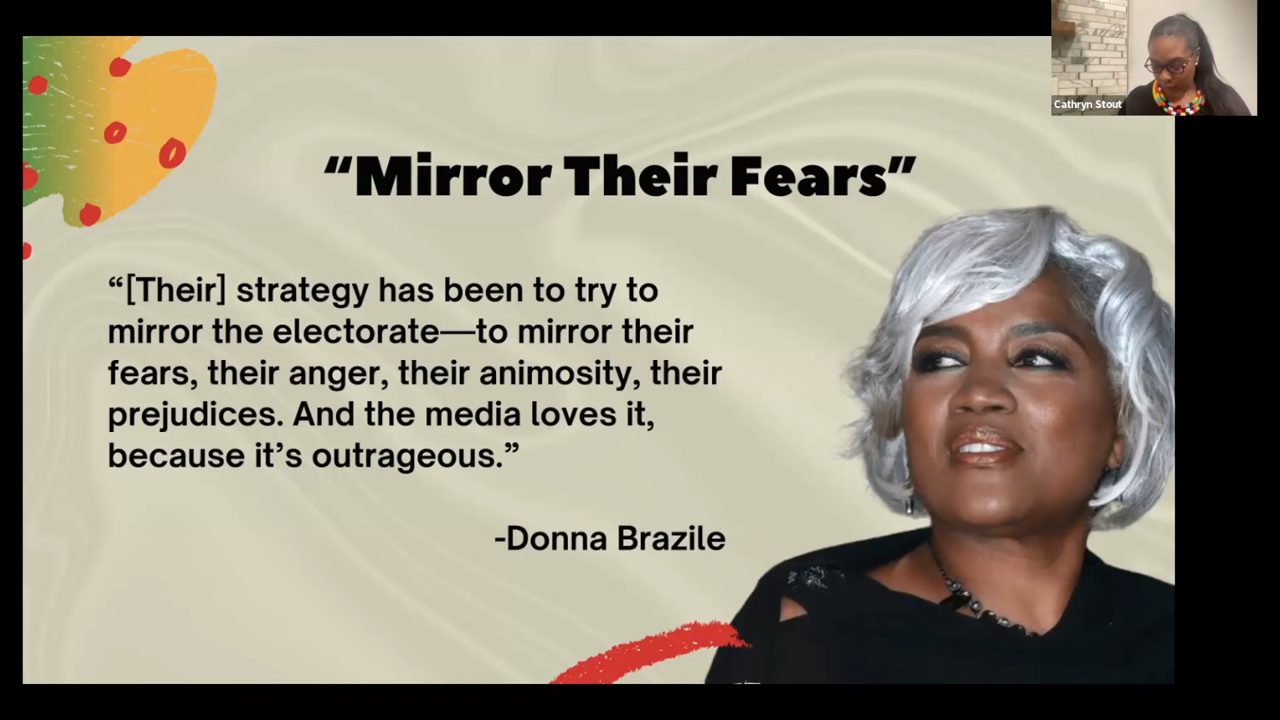 Cathryn Stout
“Mirror Their Fears”
“[Their] strategy has been to try to
mirror the electorate—to mirror their
fears, their anger, their animosity, their
prejudices. And the media loves it,
because it’s outrageous.”
-Donna Brazile